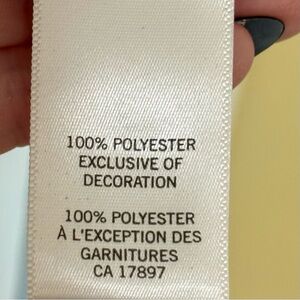 100% POLYESTER
EXCLUSIVE OF
DECORATION
100% POLYESTER
À L'EXCEPTION DES
GARNITURES
CA 17897